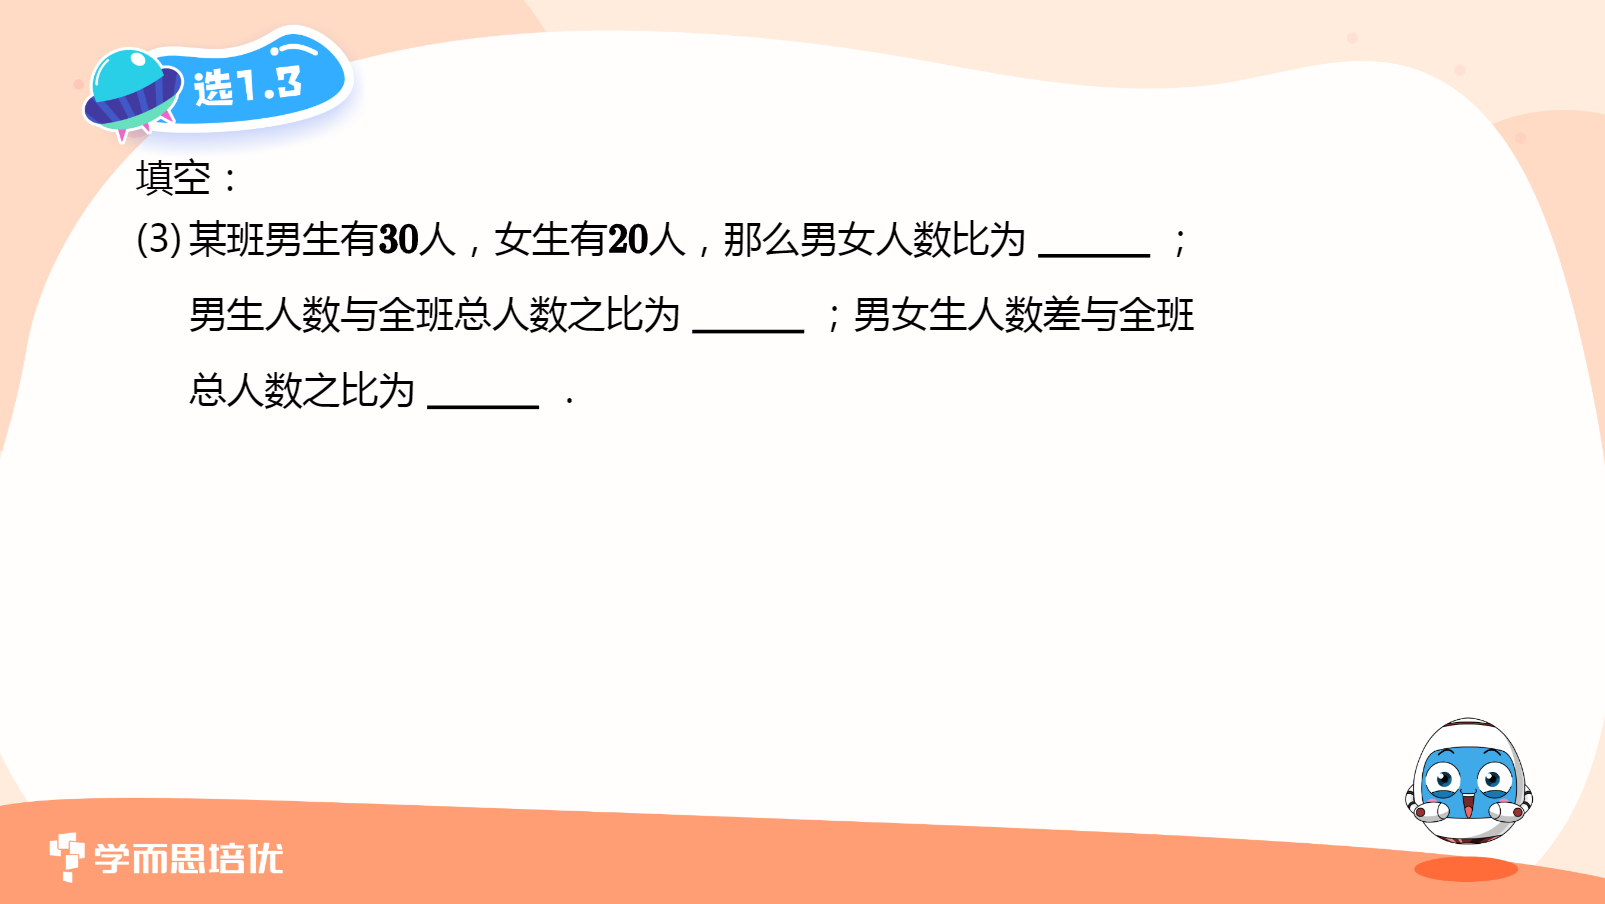 选1.3
填空：
(3) 某班男生有30人，女生有20人，那么男女人数比为 ______ ；
男生人数与全班总人数之比为 ______ ；男女生人数差与全班
总人数之比为 ______ ．
学而思培优